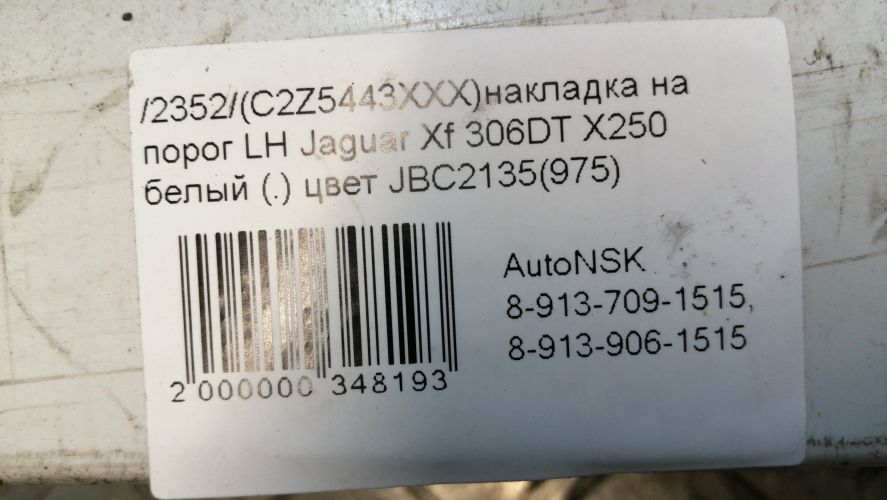 /2352/(C2Z5443XXX)накладка на
порог LH Jaguar Xf 306DT X250
белый (.) цвет JBC2135(975)
AutoNSK
8-913-709-1515,
8-913-906-1515
2 000000 348193